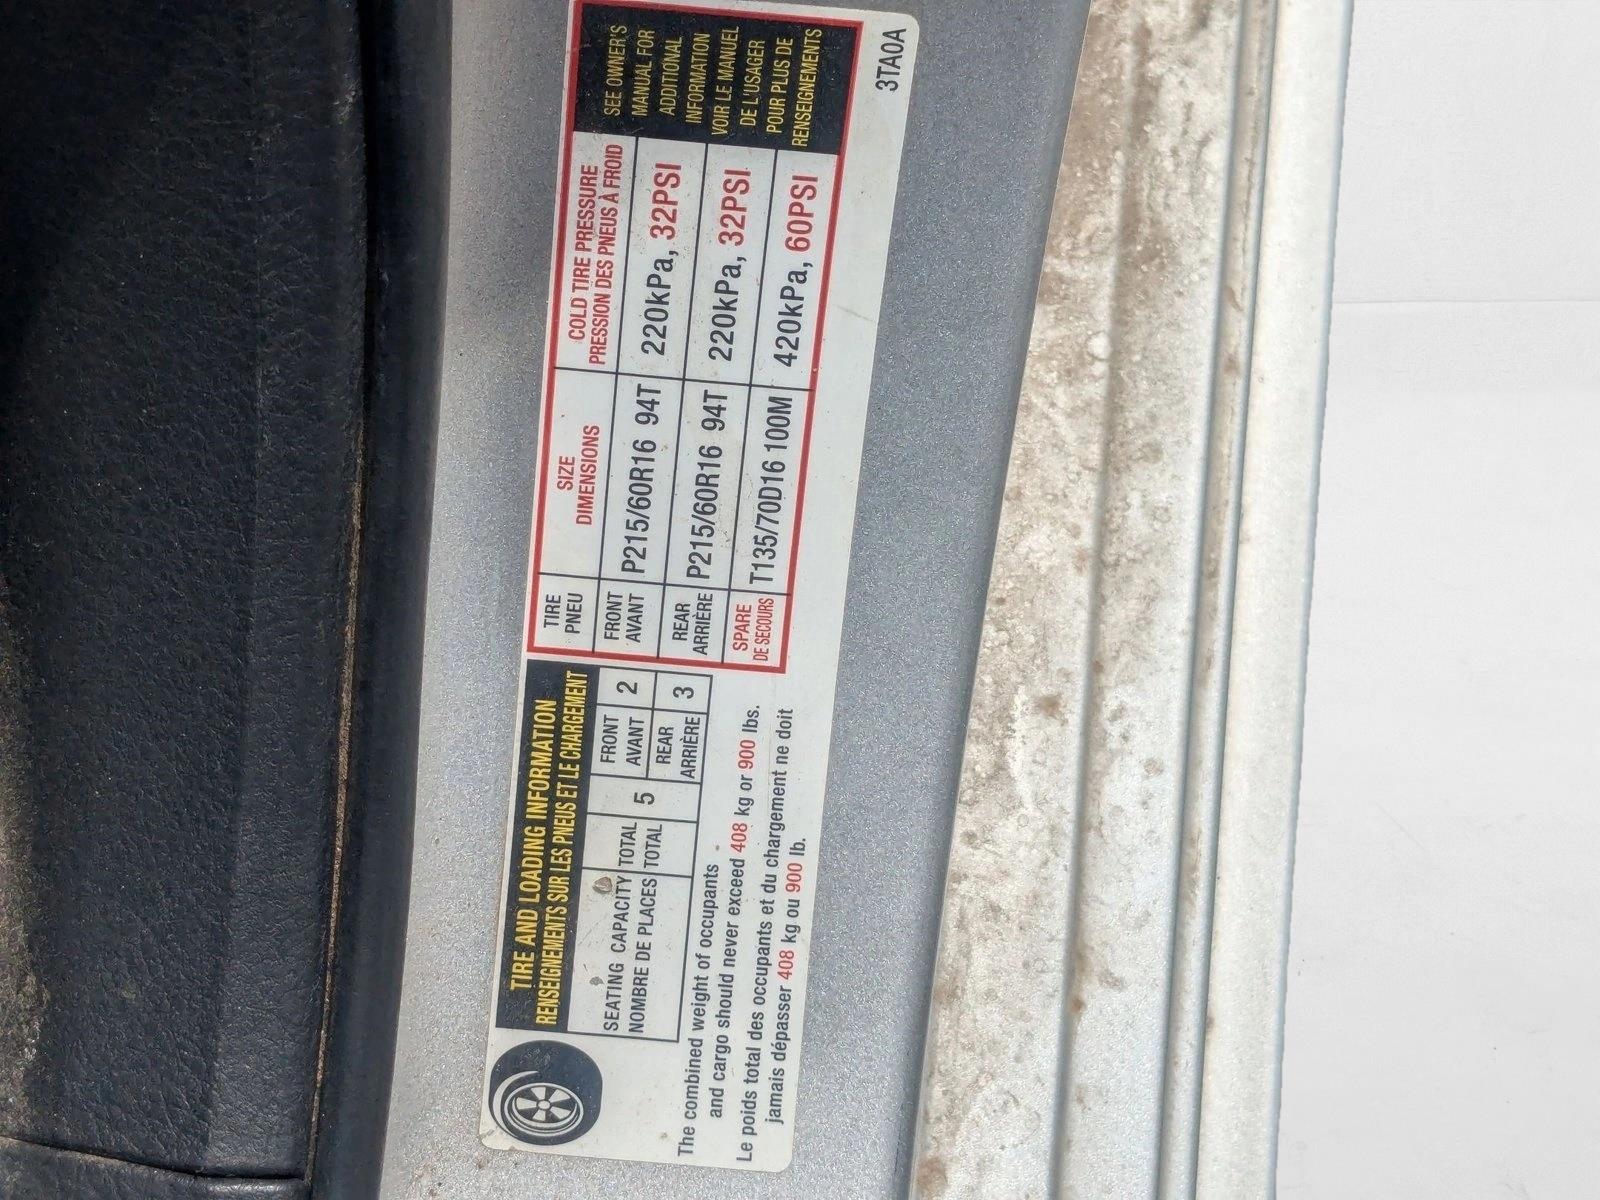 TIRE AND LOADING INFORMATION
RENSEIGNEMENTS SUR LES PNEUS ET LE CHARGEMENT
SEATING CAPACITY
NOMBRE DE PLACES
TOTAL
TOTAL
5
FRONT
AVANT
2
REAR
ARRIÈRE
3
The combined weight of occupants
and cargo should never exceed 408 kg or 900 lbs.
Le poids total des occupants et du chargement ne doit
jamais dépasser 408 kg ou 900 lb.
TIRE
PNEU
SIZE
DIMENSIONS
COLD TIRE PRESSURE
PRESSION DES PNEUS À FROID
FRONT
AVANT
P215/60R16 94T
220kPa, 32PSI
REAR
ARRIÈRE
P215/60R16 94T
220kPa, 32PSI
SPARE
DE SECOURS
T135/70D16 100M
420kPa, 60PSI
SEE OWNER'S
MANUAL FOR
ADDITIONAL
INFORMATION
VOIR LE MANUEL
DE L'USAGER
POUR PLUS DE
RENSEIGNEMENTS
3TA0A